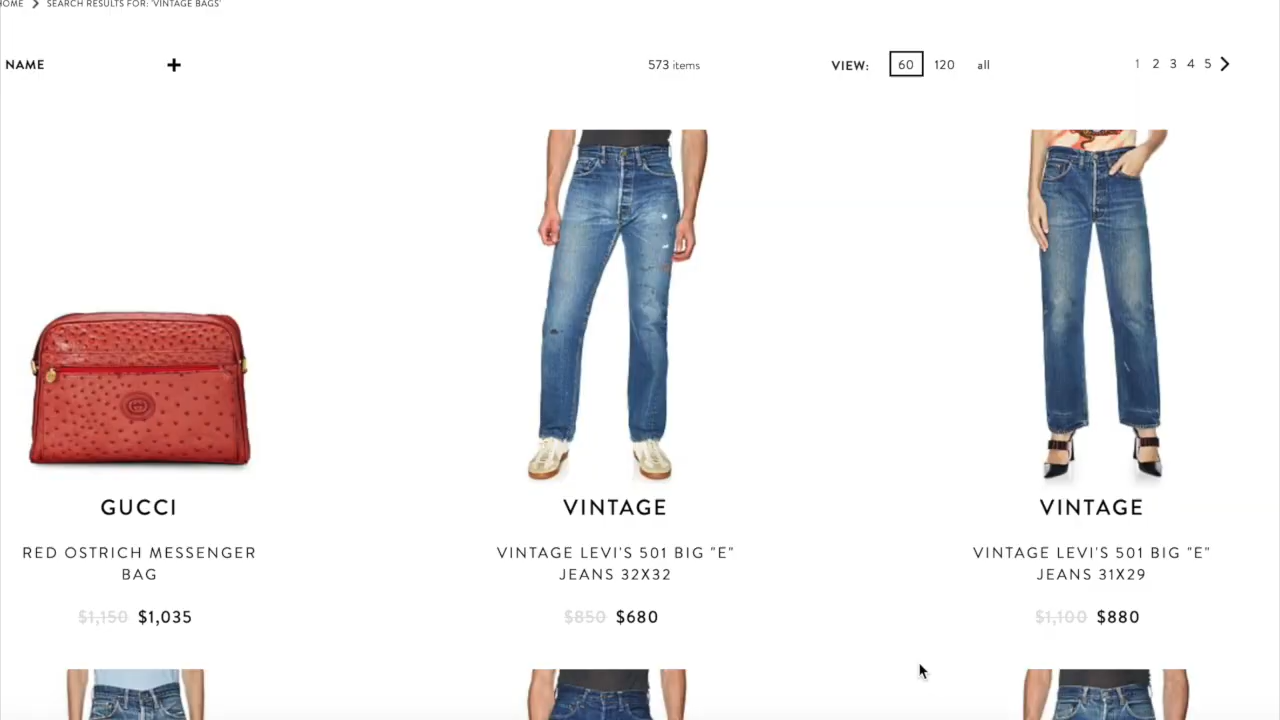 HOME > SEARCH RESULTS FOR: 'VINTAGE BAGS'
NAME +
573 items
VIEW: 60 120 all
1 2 3 4 5 >
GUCCI
RED OSTRICH MESSENGER
BAG
$1,150 $1,035
VINTAGE
VINTAGE LEVI'S 501 BIG "E"
JEANS 32X32
$850 $680
VINTAGE
VINTAGE LEVI'S 501 BIG "E"
JEANS 31X29
$1,100 $880